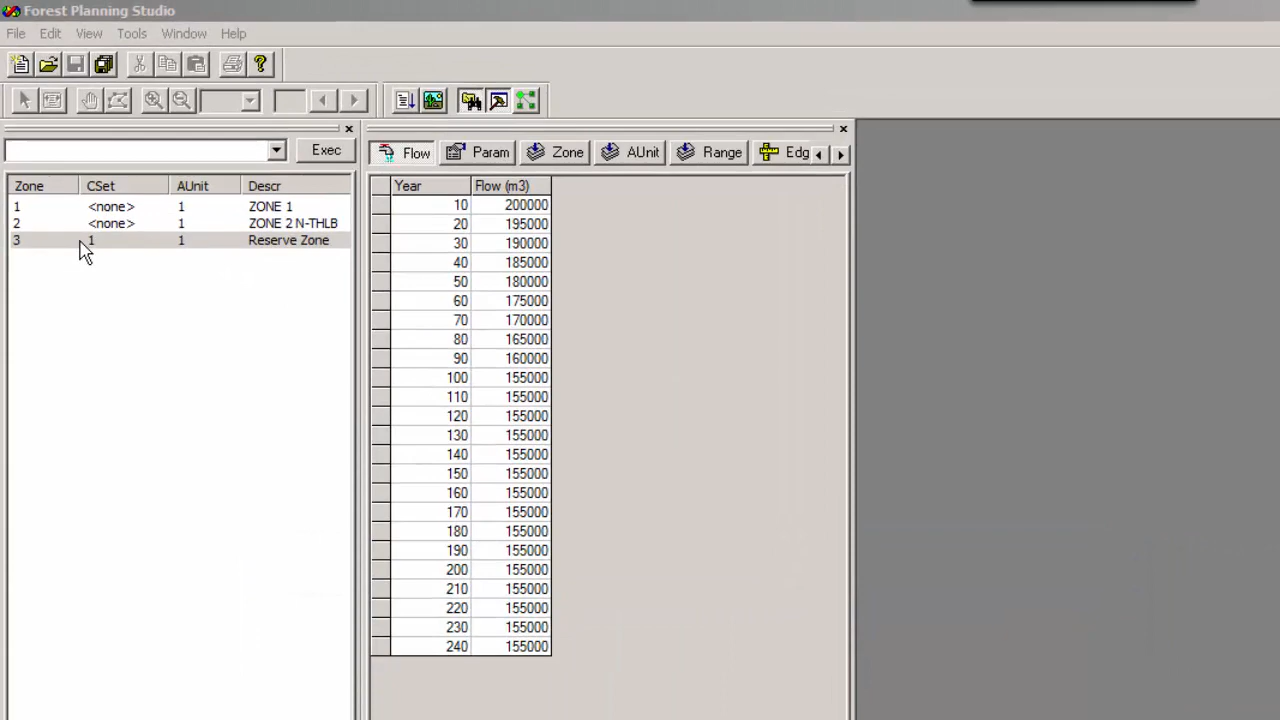 Forest Planning Studio
File Edit View Tools Window Help
Exec
Flow Param Zone AUnit Range Edg
Zone CSet AUnit Descr
1 <none> 1 ZONE 1
2 <none> 1 ZONE 2 N-THLB
3 1 1 Reserve Zone
Year Flow (m3)
10 200000
20 195000
30 190000
40 185000
50 180000
60 175000
70 170000
80 165000
90 160000
100 155000
110 155000
120 155000
130 155000
140 155000
150 155000
160 155000
170 155000
180 155000
190 155000
200 155000
210 155000
220 155000
230 155000
240 155000